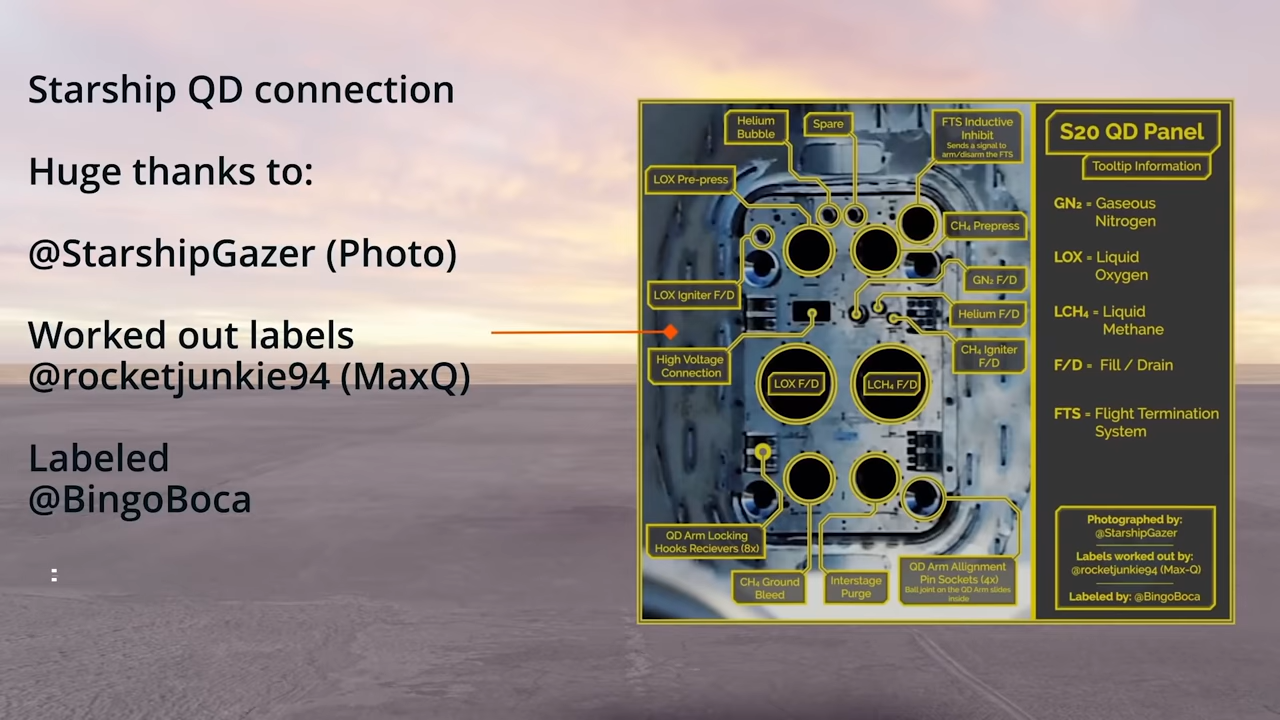 Starship QD connection
Huge thanks to:
@StarshipGazer (Photo)
Worked out labels
@rocketjunkie94 (MaxQ)
Labeled
@BingoBoca
:
Helium
Bubble
Spare
FTS Inductive
Inhibit
Sends a signal to
arm/disarm the FTS
LOX Pre-press
CH₄ Prepress
GN₂ F/D
LOX Igniter F/D
Helium F/D
CH₄ Igniter
F/D
High Voltage
Connection
LOX F/D
LCH₄ F/D
QD Arm Locking
Hooks Recievers (8x)
CH₄ Ground
Bleed
Interstage
Purge
QD Arm Allignment
Pin Sockets (4x)
Ball joint on the QD Arm slides
inside
S20 QD Panel
Tooltip Information
GN₂ = Gaseous
Nitrogen
LOX = Liquid
Oxygen
LCH₄ = Liquid
Methane
F/D = Fill / Drain
FTS = Flight Termination
System
Photographed by:
@StarshipGazer
Labels worked out by:
@rocketjunkie94 (Max-Q)
Labeled by: @BingoBoca